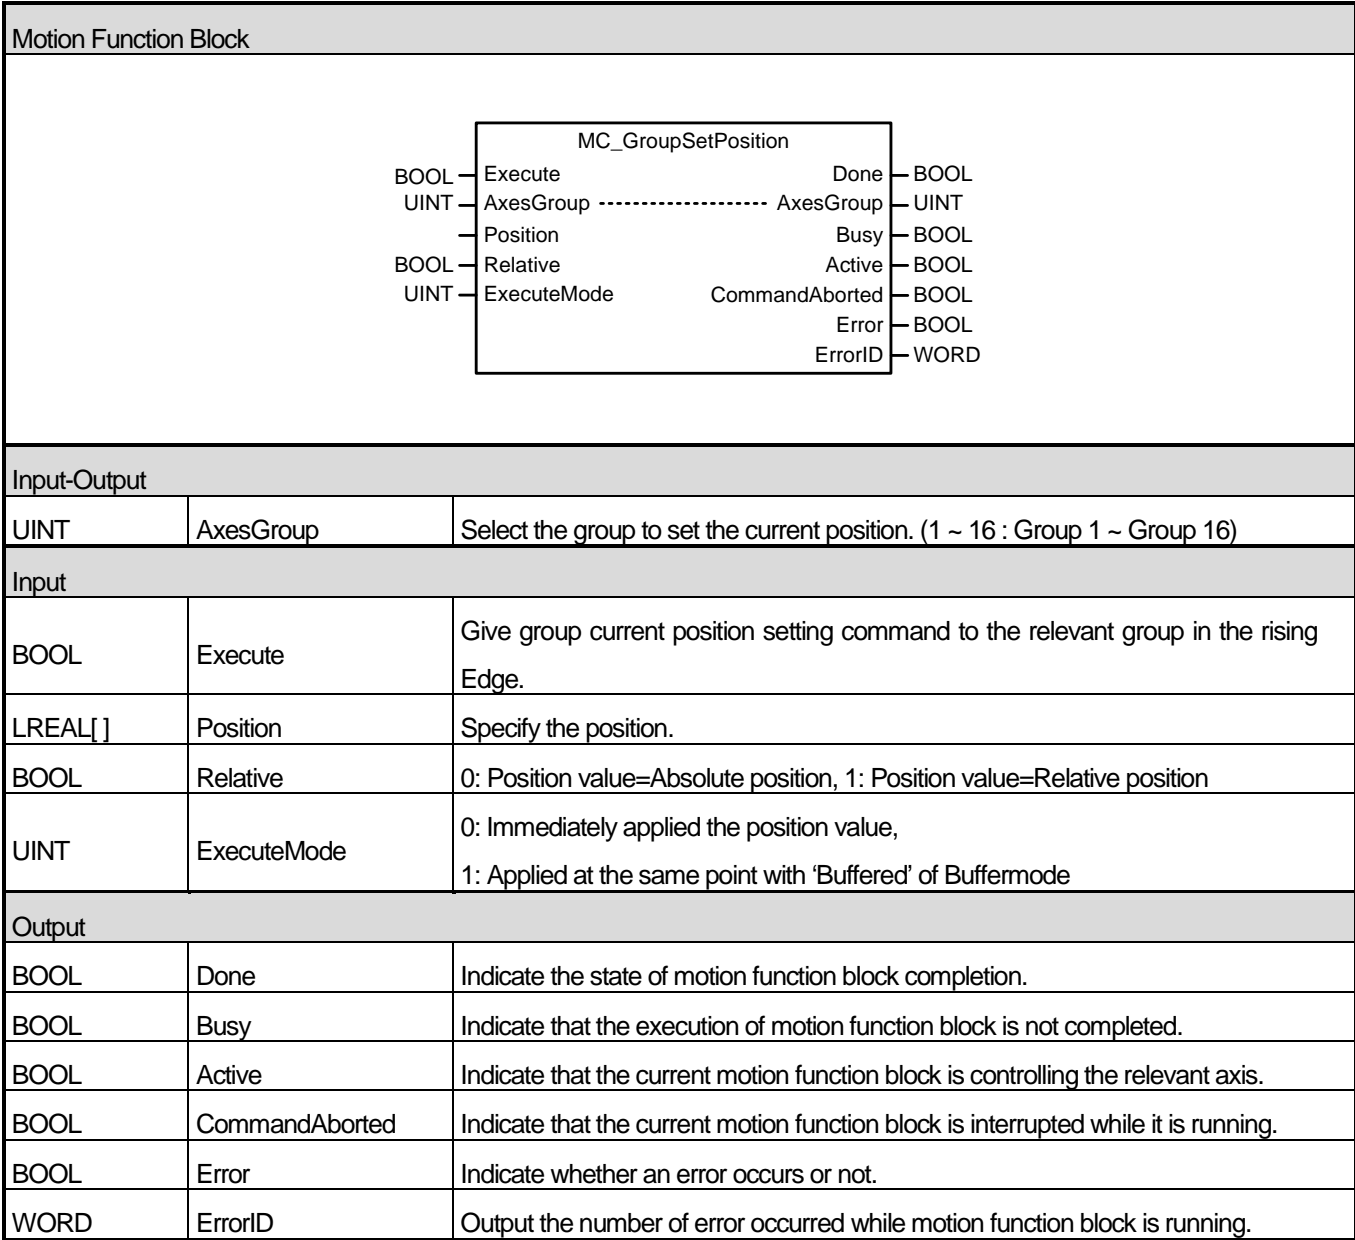 Motion Function Block
MC_GroupSetPosition
BOOL Execute Done BOOL
UINT AxesGroup AxesGroup UINT
Position Busy BOOL
BOOL Relative Active BOOL
UINT ExecuteMode CommandAborted BOOL
Error BOOL
ErrorID WORD
Input-Output
UINT AxesGroup Select the group to set the current position. (1 ~ 16 : Group 1 ~ Group 16)
Input
BOOL Execute Give group current position setting command to the relevant group in the rising
Edge.
LREAL[ ] Position Specify the position.
BOOL Relative 0: Position value=Absolute position, 1: Position value=Relative position
UINT ExecuteMode 0: Immediately applied the position value,
1: Applied at the same point with ‘Buffered’ of Buffermode
Output
BOOL Done Indicate the state of motion function block completion.
BOOL Busy Indicate that the execution of motion function block is not completed.
BOOL Active Indicate that the current motion function block is controlling the relevant axis.
BOOL CommandAborted Indicate that the current motion function block is interrupted while it is running.
BOOL Error Indicate whether an error occurs or not.
WORD ErrorID Output the number of error occurred while motion function block is running.